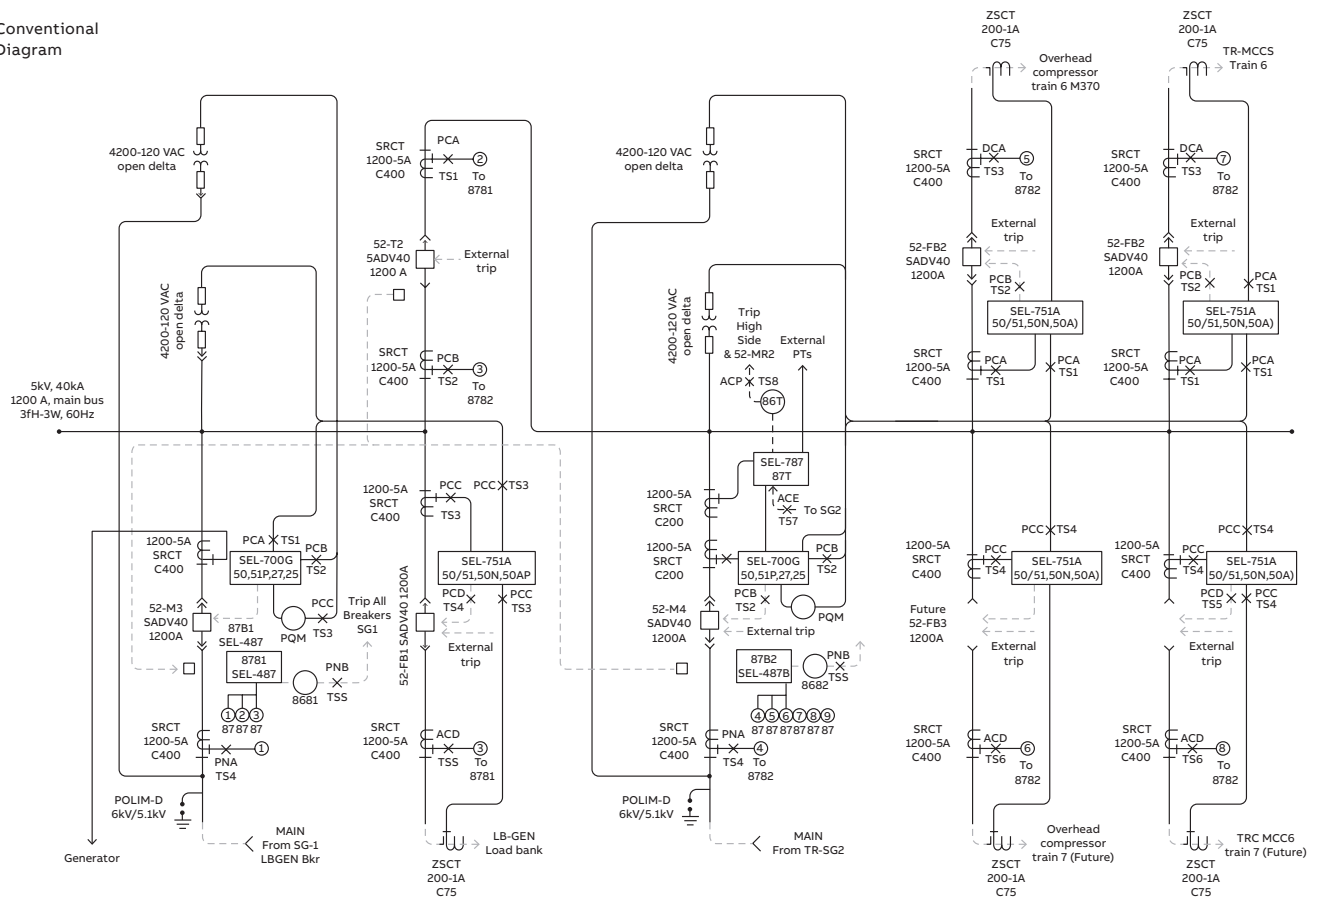 Conventional
Diagram
4200-120 VAC
open delta
4200-120 VAC
open delta
5kV, 40kA
1200 A, main bus
3fH-3W, 60Hz
1200-5A
SRCT
C400
PCA
TS1
SEL-700G
50,51P,27,25
PCB
TS2
52-M3
SADV40
1200A
PQM
PCC
TS3
87B1
SEL-487
8781
SEL-487
8681
PNB
TSS
Trip All
Breakers
SG1
1
2
3
87
87
87
SRCT
1200-5A
C400
1
PNA
TS4
POLIM-D
6kV/5.1kV
MAIN
From SG-1
LBGEN Bkr
Generator
SRCT
1200-5A
C400
PCA
TS1
2
To
8781
52-T2
5ADV40
1200 A
External
trip
SRCT
1200-5A
C400
PCB
TS2
3
To
8782
1200-5A
SRCT
C400
PCC
TS3
PCC
TS3
SEL-751A
50/51,50N,50AP
PCD
TS4
PCC
TS3
52-FB1 SADV40 1200A
External
trip
SRCT
1200-5A
C400
ACD
TSS
3
To
8781
LB-GEN
Load bank
ZSCT
200-1A
C75
4200-120 VAC
open delta
4200-120 VAC
open delta
Trip
High
Side
& 52-MR2
External
PTs
ACP
TS8
86T
SEL-787
87T
ACE
T57
To SG2
1200-5A
SRCT
C200
1200-5A
SRCT
C200
SEL-700G
50,51P,27,25
PCB
TS2
PCB
TS2
PQM
52-M4
SADV40
1200A
External trip
87B2
SEL-487B
8682
PNB
TSS
4
5
6
7
8
9
87
87
87
87
87
87
SRCT
1200-5A
C400
PNA
TS4
4
To
8782
POLIM-D
6kV/5.1kV
MAIN
From TR-SG2
ZSCT
200-1A
C75
Overhead
compressor
train 6 M370
SRCT
1200-5A
C400
DCA
TS3
5
To
8782
External
trip
52-FB2
SADV40
1200A
PCB
TS2
SEL-751A
50/51,50N,50A)
SRCT
1200-5A
C400
PCA
TS1
PCA
TS1
PCC
TS4
1200-5A
SRCT
C400
PCC
TS4
SEL-751A
50/51,50N,50A)
Future
52-FB3
1200A
External
trip
SRCT
1200-5A
C400
ACD
TS6
6
To
8782
Overhead
compressor
train 7 (Future)
ZSCT
200-1A
C75
ZSCT
200-1A
C75
TR-MCCS
Train 6
SRCT
1200-5A
C400
DCA
TS3
7
To
8782
External
trip
52-FB2
SADV40
1200A
PCB
TS2
PCA
TS1
SEL-751A
50/51,50N,50A)
SRCT
1200-5A
C400
PCA
TS1
PCA
TS1
PCC
TS4
1200-5A
SRCT
C400
PCC
TS4
SEL-751A
50/51,50N,50A)
PCD
TS5
PCC
TS4
External
trip
SRCT
1200-5A
C400
ACD
TS6
8
To
8782
TRC MCC6
train 7 (Future)
ZSCT
200-1A
C75